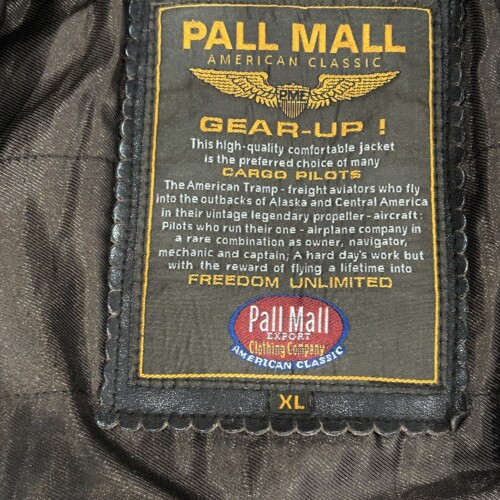 PALL MALL
AMERICAN CLASSIC
PME
GEAR-UP !
This high-quality comfortable jacket
is the preferred choice of many
CARGO PILOTS
The American Tramp - freight aviators who fly
into the outbacks of Alaska and Central America
in their vintage legendary propeller - aircraft:
Pilots who run their one - airplane company in
a rare combination as owner, navigator,
mechanic and captain; A hard day's work but
with the reward of flying a lifetime into
FREEDOM UNLIMITED
Pall Mall
EXPORT
Clothing Company
AMERICAN CLASSIC
XL